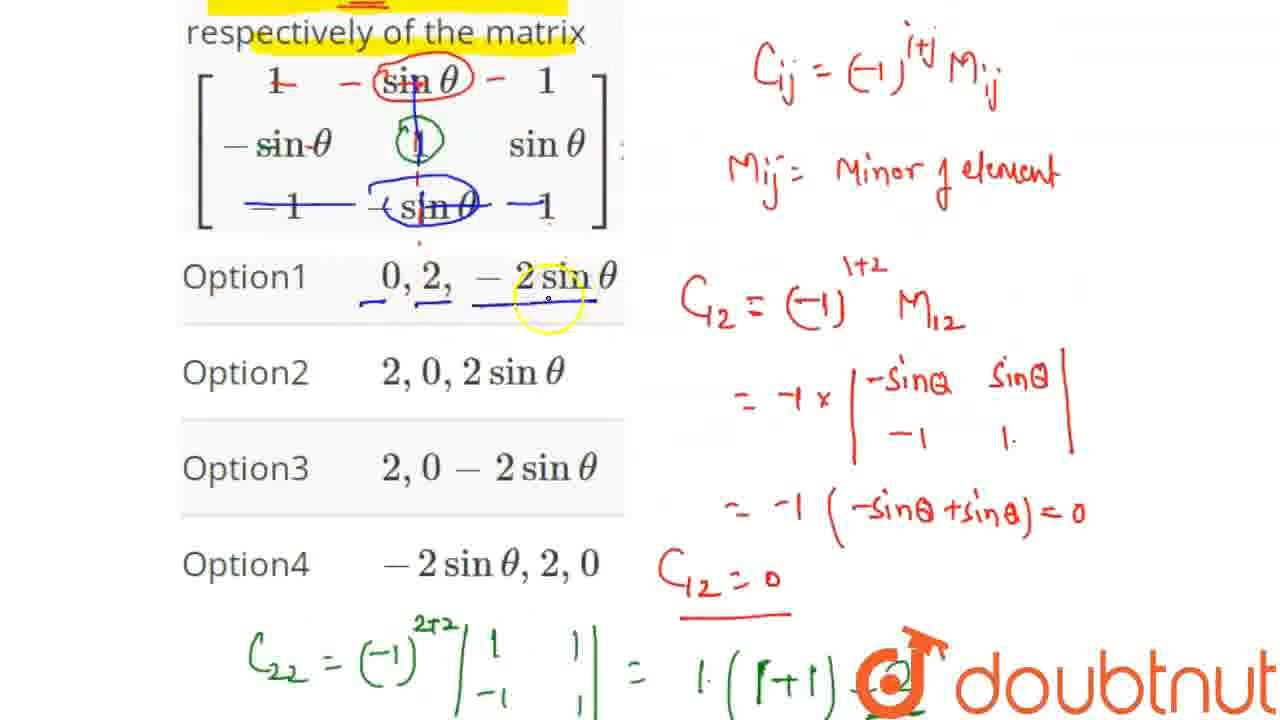 respectively of the matrix
1 sin θ 1
− sin θ 1 sin θ
− 1 − sin θ 1
Option1 0, 2, − 2 sin θ
Option2 2, 0, 2 sin θ
Option3 2, 0 − 2 sin θ
Option4 − 2 sin θ, 2, 0
Cij = (-1)^i+j Mij
Mij = Minor of element
C12 = (-1)^1+2 M12
= -1 × | -sinθ sinθ |
| -1 1 |
= -1 ( -sinθ + sinθ ) = 0
C12 = 0
C22 = (-1)^2+2 | 1 1 | = 1. ( 1+1 ) = 2
| -1 1 |
doubtnut